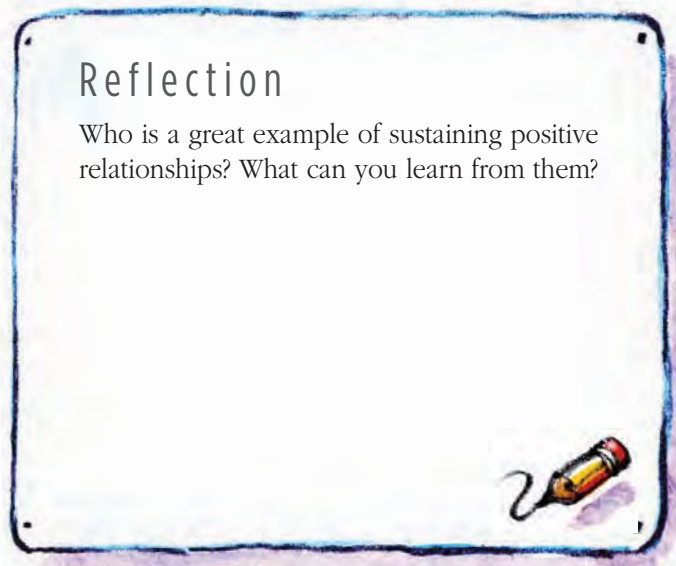 Reflection
Who is a great example of sustaining positive
relationships? What can you learn from them?